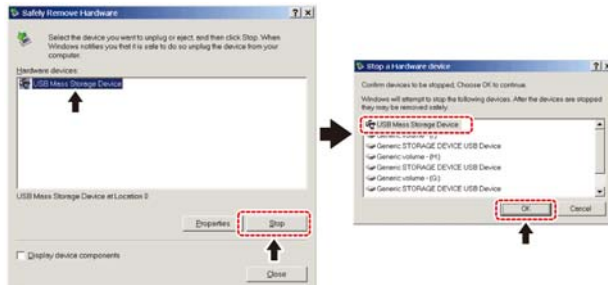 Safely Remove Hardware
Select the device you want to unplug or eject, and then click Stop. When
Windows notifies you that it is safe to do so unplug the device from your
computer.
Hardware devices:
USB Mass Storage Device
USB Mass Storage Device at Location 0
Properties
Stop
Display device components
Close
Stop a Hardware device
Confirm devices to be stopped, Choose OK to continue.
Windows will attempt to stop the following devices. After the devices are stopped
they may be removed safely.
USB Mass Storage Device
Generic volume -
Generic STORAGE DEVICE USB Device
Generic volume - (H:)
Generic STORAGE DEVICE USB Device
Generic volume - (G:)
Generic STORAGE DEVICE USB Device
OK
Cancel